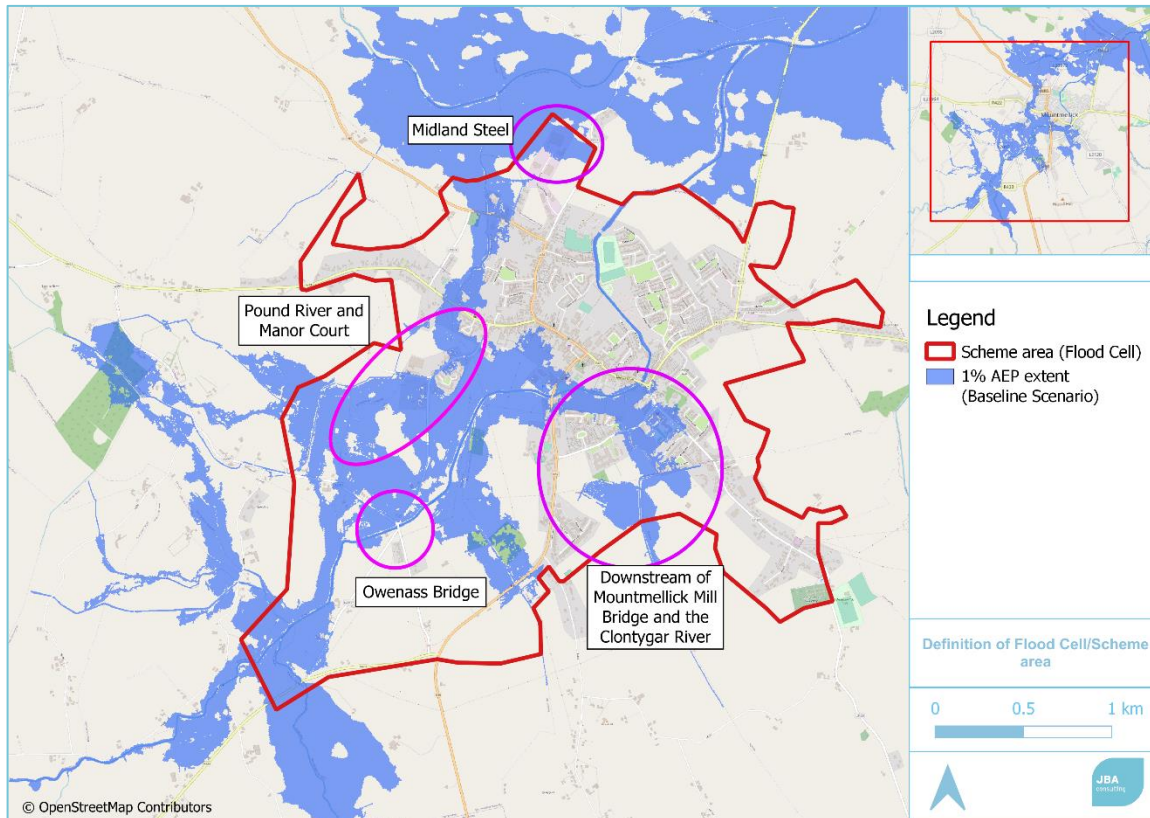 Midland Steel
Pound River and
Manor Court
Owenass Bridge
Downstream of
Mountmellick Mill
Bridge and the
Clontygar River
© OpenStreetMap Contributors
Mountmellick
Legend
Scheme area (Flood Cell)
1% AEP extent
(Baseline Scenario)
Definition of Flood Cell/Scheme
area
0 0.5 1 km
JBA
consulting